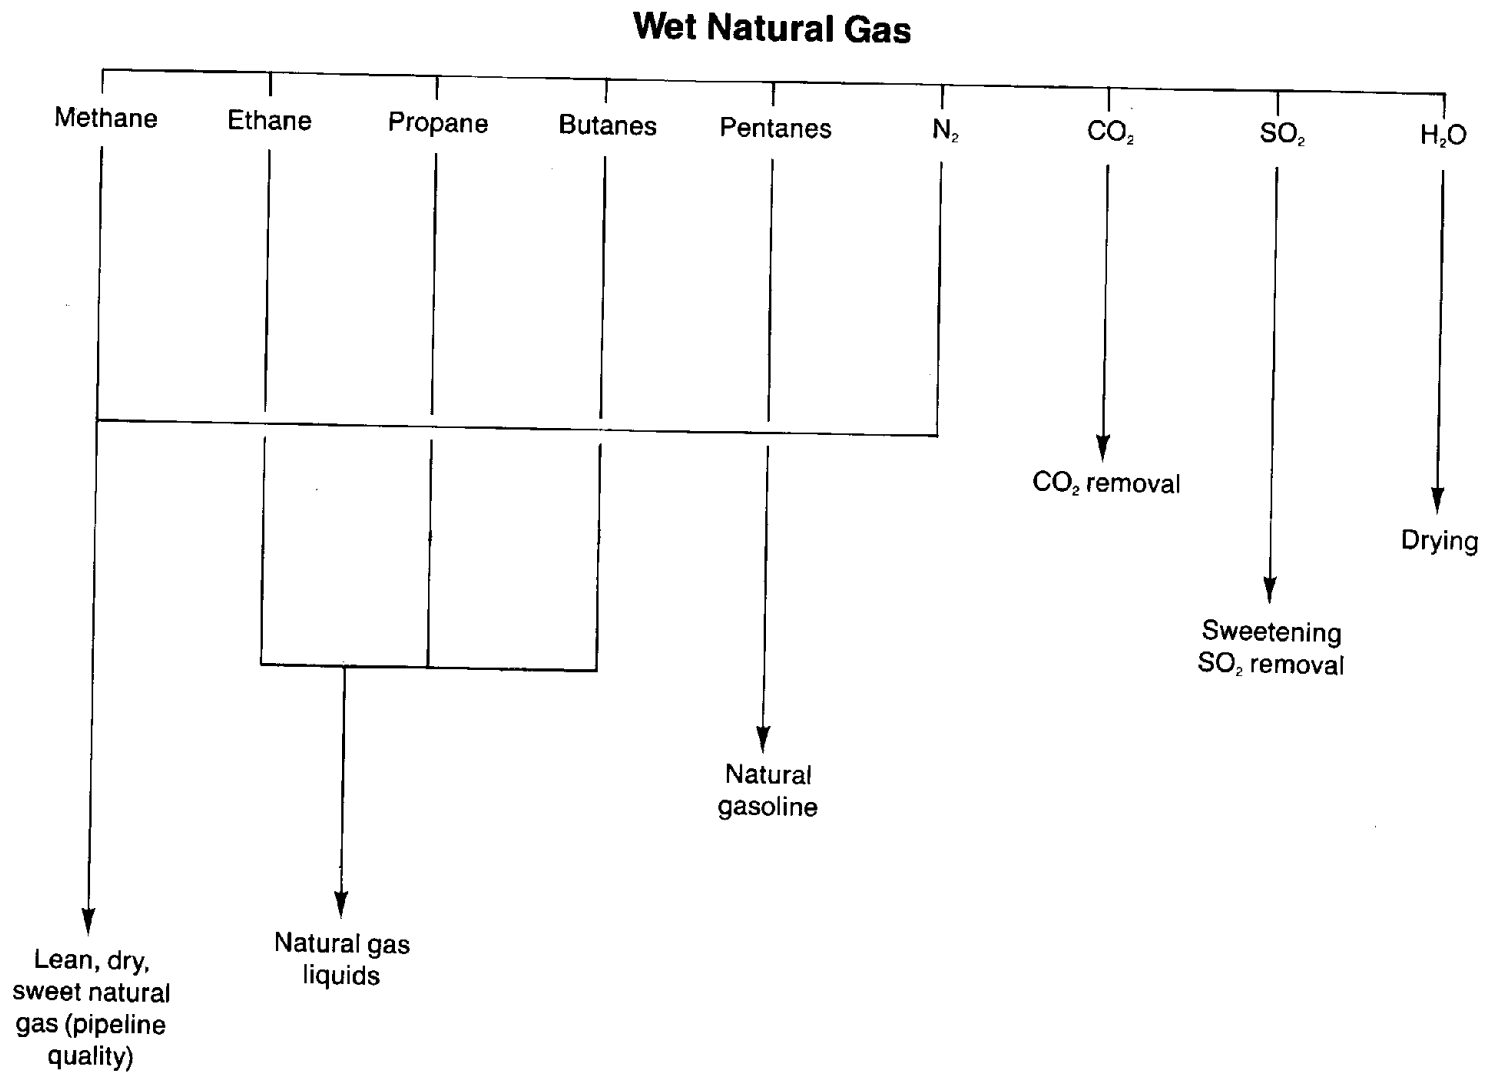 Wet Natural Gas
Methane Ethane Propane Butanes Pentanes N₂ CO₂ SO₂ H₂O
CO₂ removal
Drying
Sweetening
SO₂ removal
Natural
gasoline
Natural gas
liquids
Lean, dry,
sweet natural
gas (pipeline
quality)